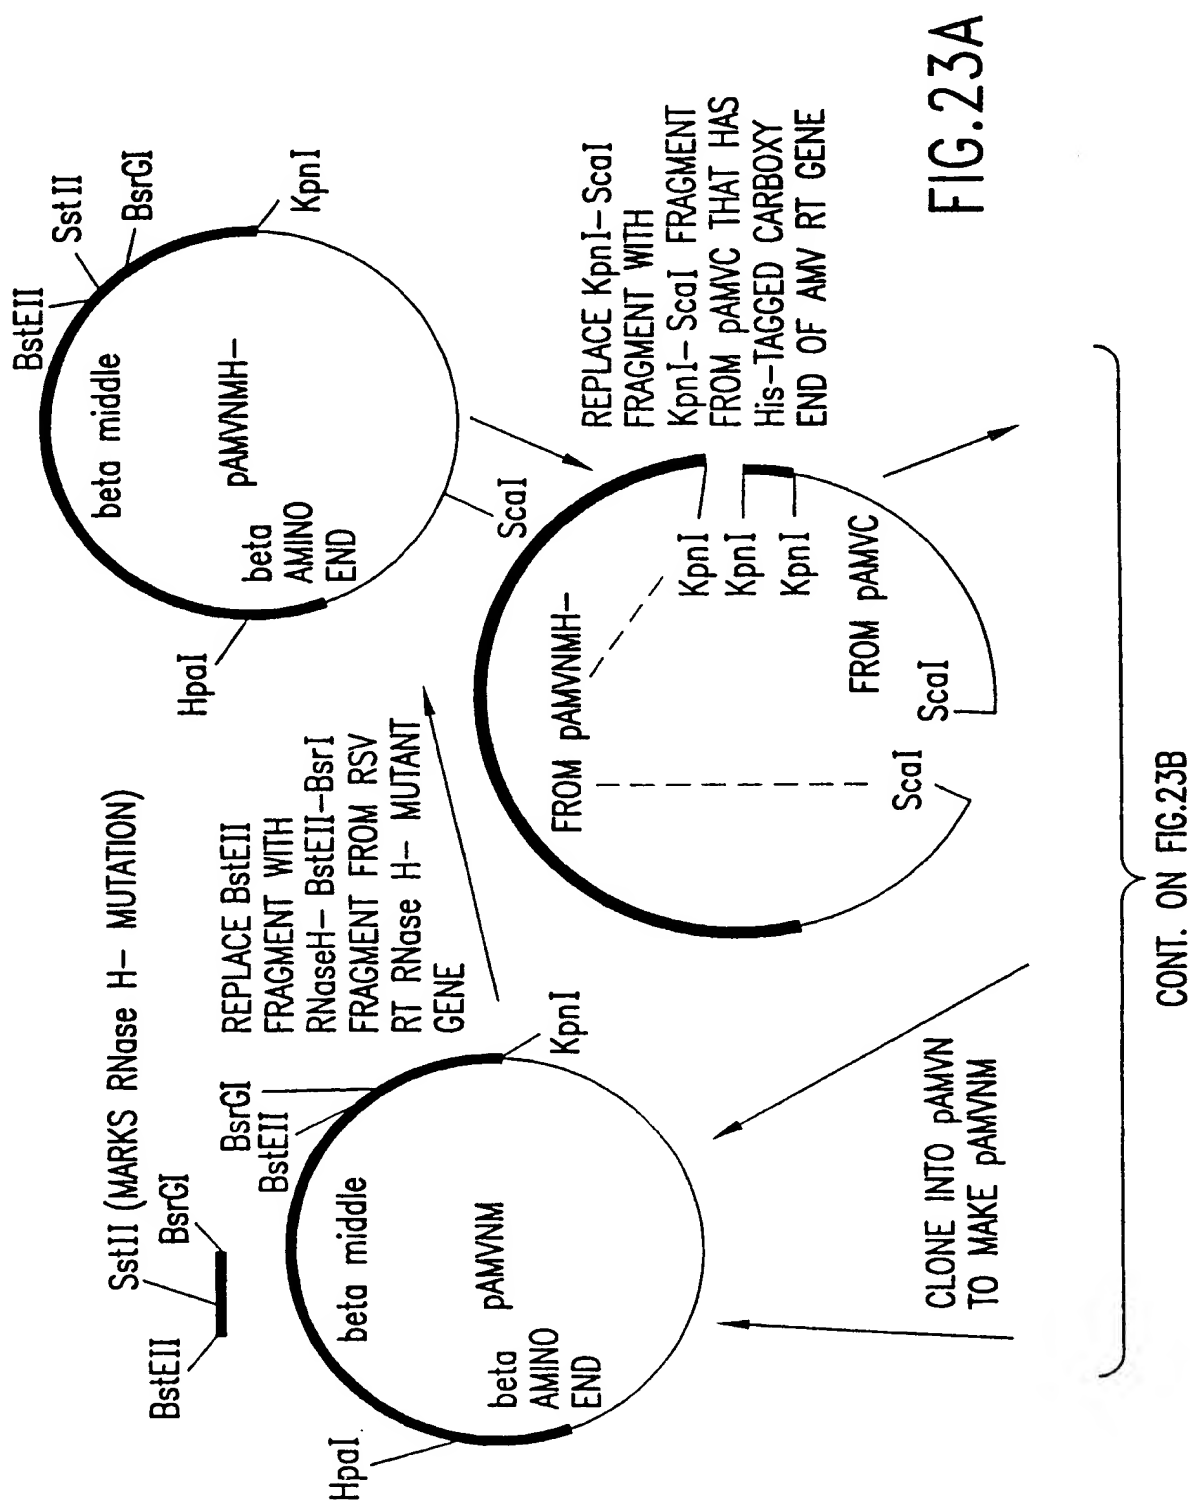 SstII (MARKS RNase H- MUTATION)
BstEII
BsrGI
HpaI
beta middle
pAMVNM
beta
AMINO
END
BsrGI
BstEII
KpnI
REPLACE BstEII
FRAGMENT WITH
RNaseH- BstEII-BsrI
FRAGMENT FROM RSV
RT RNase H- MUTANT
GENE
HpaI
beta middle
pAMVNMH-
beta
AMINO
END
BstEII
SstII
BsrGI
KpnI
ScaI
REPLACE KpnI-ScaI
FRAGMENT WITH
KpnI-ScaI FRAGMENT
FROM pAMVC THAT HAS
His-TAGGED CARBOXY
END OF AMV RT GENE
FROM pAMVNMH-
KpnI
KpnI
KpnI
FROM pAMVC
ScaI
ScaI
CLONE INTO pAMVN
TO MAKE pAMVNM
CONT. ON FIG.23B
FIG.23A